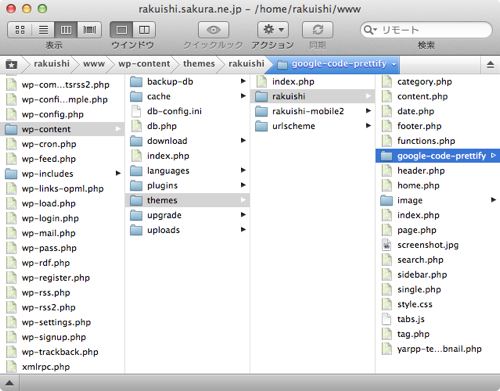 rakuishi.sakura.ne.jp – /home/rakuishi/www
表示
ウインドウ
クイックルック
アクション
同期
リモート
検索
rakuishi
www
wp-content
themes
rakuishi
google-code-prettify
wp-com…tsrss2.php
wp-confi…mple.php
wp-config.php
wp-content
wp-cron.php
wp-feed.php
wp-includes
wp-links-opml.php
wp-load.php
wp-login.php
wp-mail.php
wp-pass.php
wp-rdf.php
wp-register.php
wp-rss.php
wp-rss2.php
wp-settings.php
wp-signup.php
wp-trackback.php
xmlrpc.php
backup-db
cache
db-config.ini
db.php
download
index.php
languages
plugins
themes
upgrade
uploads
index.php
rakuishi
rakuishi-mobile2
urlscheme
category.php
content.php
date.php
footer.php
functions.php
google-code-prettify
header.php
home.php
image
index.php
page.php
screenshot.jpg
search.php
sidebar.php
single.php
style.css
tabs.js
tag.php
yarpp-te…bnail.php